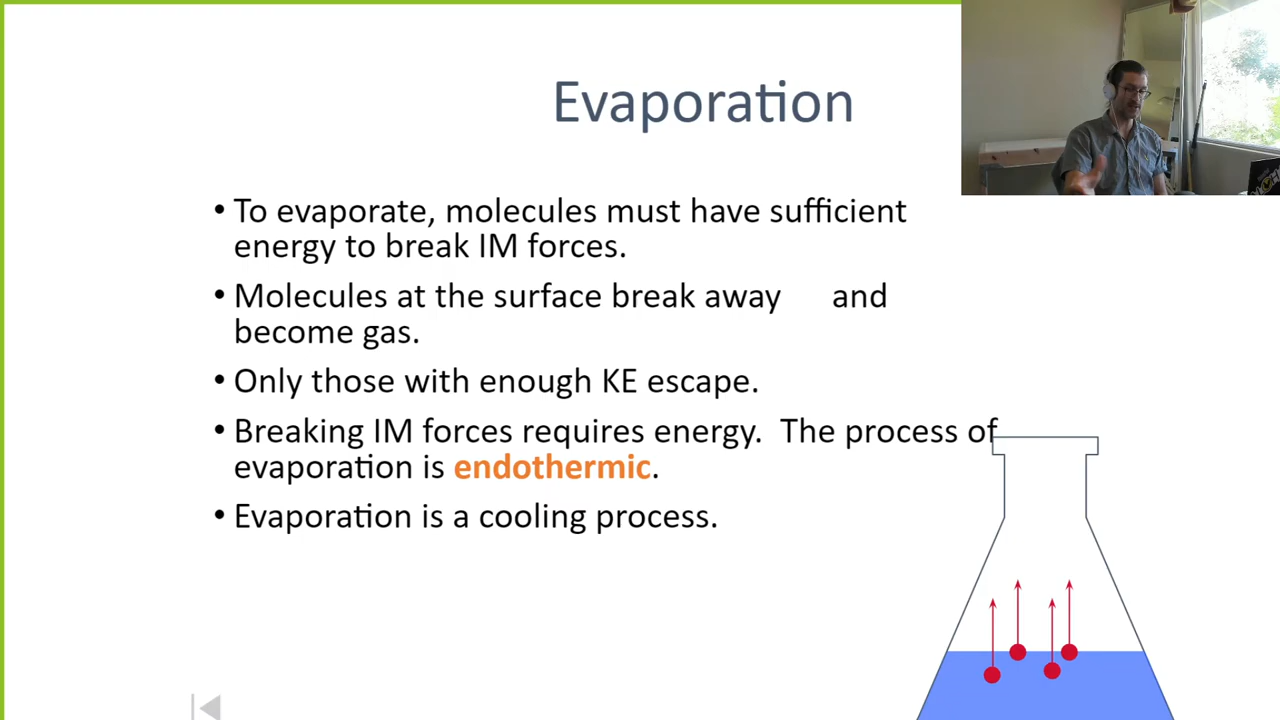 Evaporation
• To evaporate, molecules must have sufficient
energy to break IM forces.
• Molecules at the surface break away and
become gas.
• Only those with enough KE escape.
• Breaking IM forces requires energy. The process of
evaporation is endothermic.
• Evaporation is a cooling process.